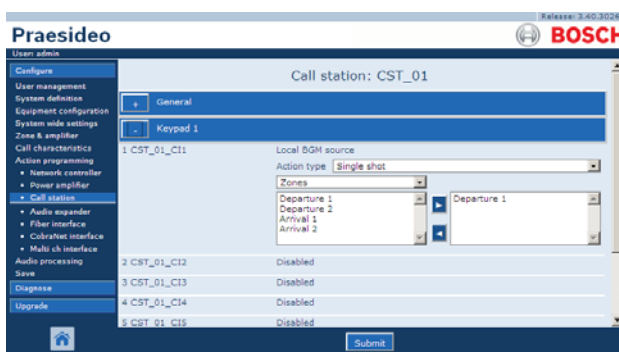 Release: 3.40.3026
Praesideo
BOSCH
User: admin
Configure
User management
System definition
Equipment configuration
System wide settings
Zone & amplifier
Call characteristics
Action programming
• Network controller
• Power amplifier
• Call station
• Audio expander
• Fiber interface
• CobraNet interface
• Multi ch interface
Audio processing
Save
Diagnose
Upgrade
Call station: CST_01
+ General
- Keypad 1
1 CST_01_CI1 Local BGM source
Action type Single shot
Zones
Departure 1
Departure 2
Arrival 1
Arrival 2
Departure 1
2 CST_01_CI2 Disabled
3 CST_01_CI3 Disabled
4 CST_01_CI4 Disabled
5 CST_01_CI5 Disabled
Submit